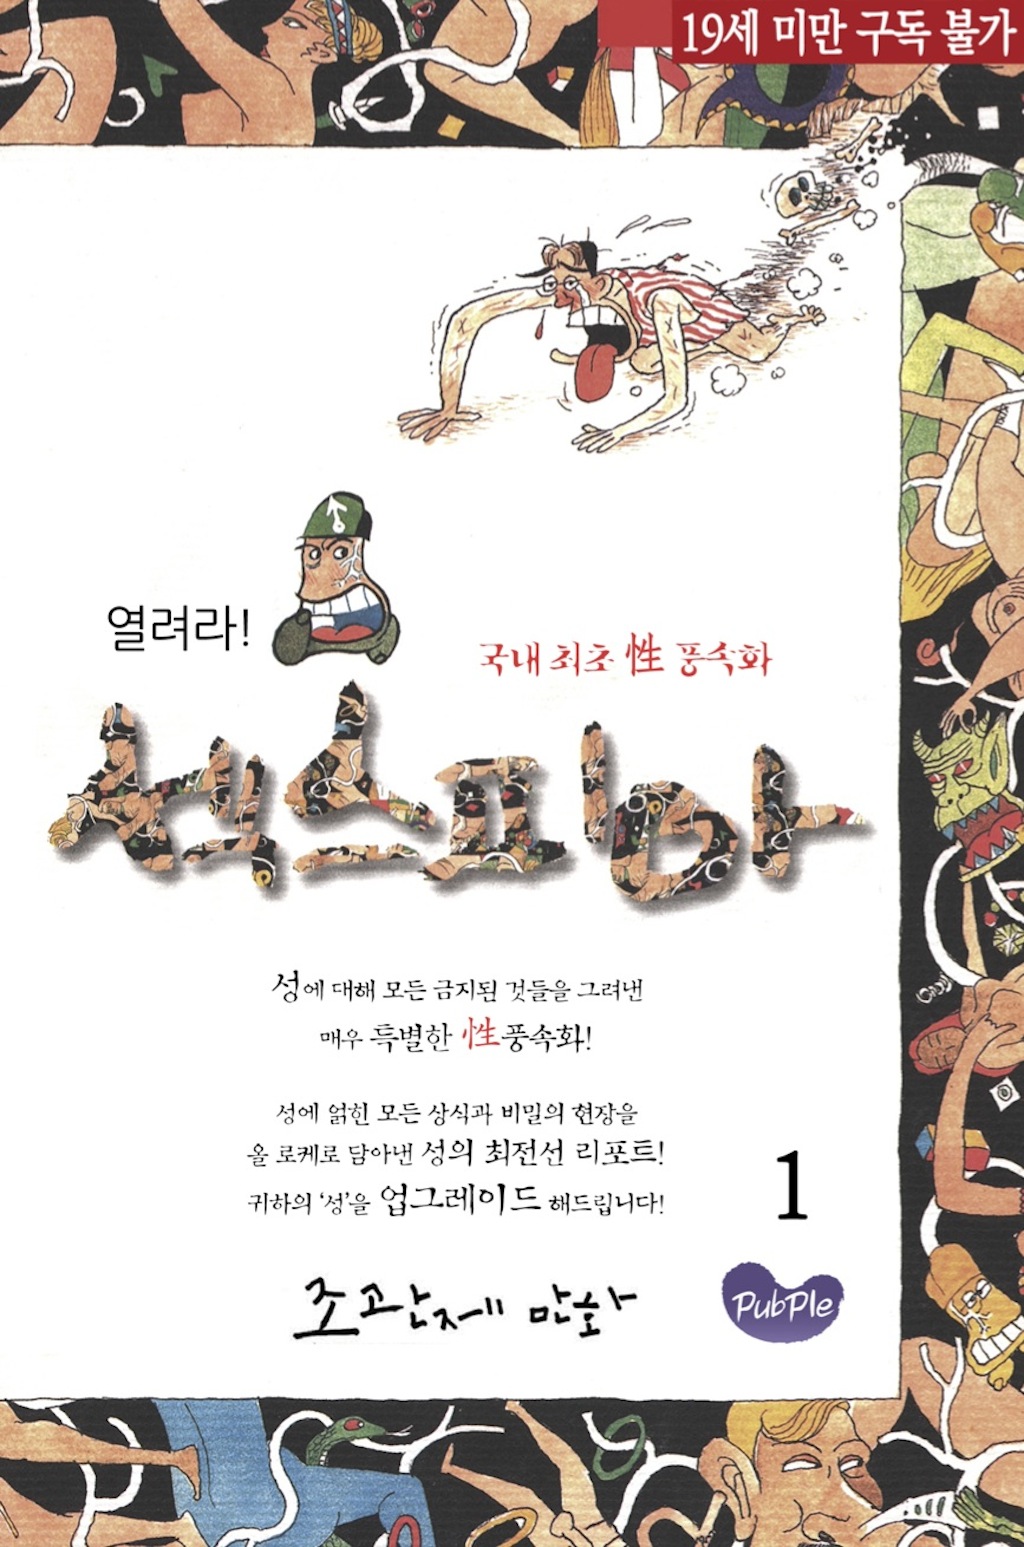 19세 미만 구독 불가
열려라!
국내 최초 性 풍속화
섹스피아
성에 대해 모든 금지된 것들을 그려낸
매우 특별한 性풍속화!
성에 얽힌 모든 상식과 비밀의 현장을
올 로케로 담아낸 성의 최전선 리포트!
귀하의 '성'을 업그레이드 해드립니다!
1
조관제 만화
PubPle